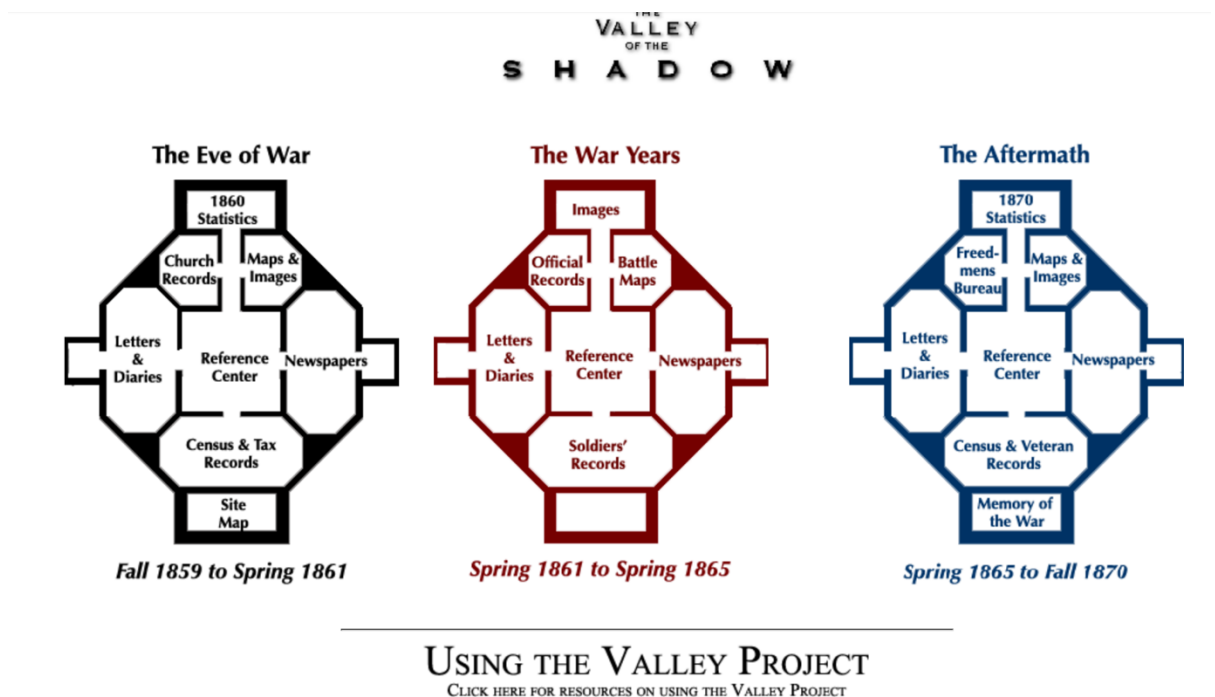 THE
VALLEY
OF THE
SHADOW
The Eve of War
1860
Statistics
Church
Records
Maps &
Images
Letters
&
Diaries
Reference
Center
Newspapers
Census & Tax
Records
Site
Map
Fall 1859 to Spring 1861
The War Years
Images
Official
Records
Battle
Maps
Letters
&
Diaries
Reference
Center
Newspapers
Soldiers'
Records
Spring 1861 to Spring 1865
The Aftermath
1870
Statistics
Freed-
mens
Bureau
Maps &
Images
Letters
&
Diaries
Reference
Center
Newspapers
Census & Veteran
Records
Memory of
the War
Spring 1865 to Fall 1870
USING THE VALLEY PROJECT
CLICK HERE FOR RESOURCES ON USING THE VALLEY PROJECT